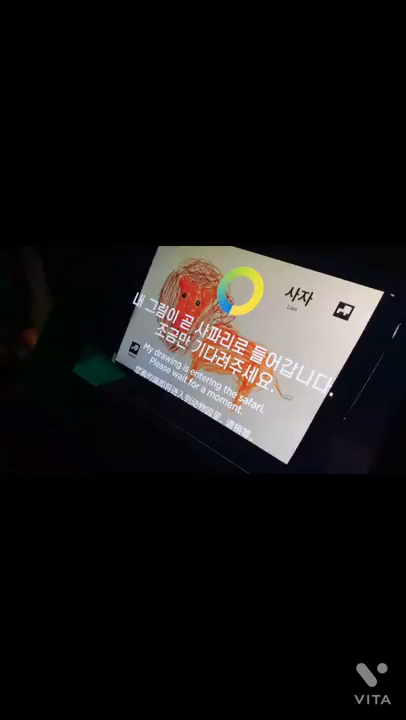 사자
Lion
내 그림이 곧 사파리로 들어갑니다.
조금만 기다려주세요.
My drawing is entering the safari.
Please wait for a moment.
VITA